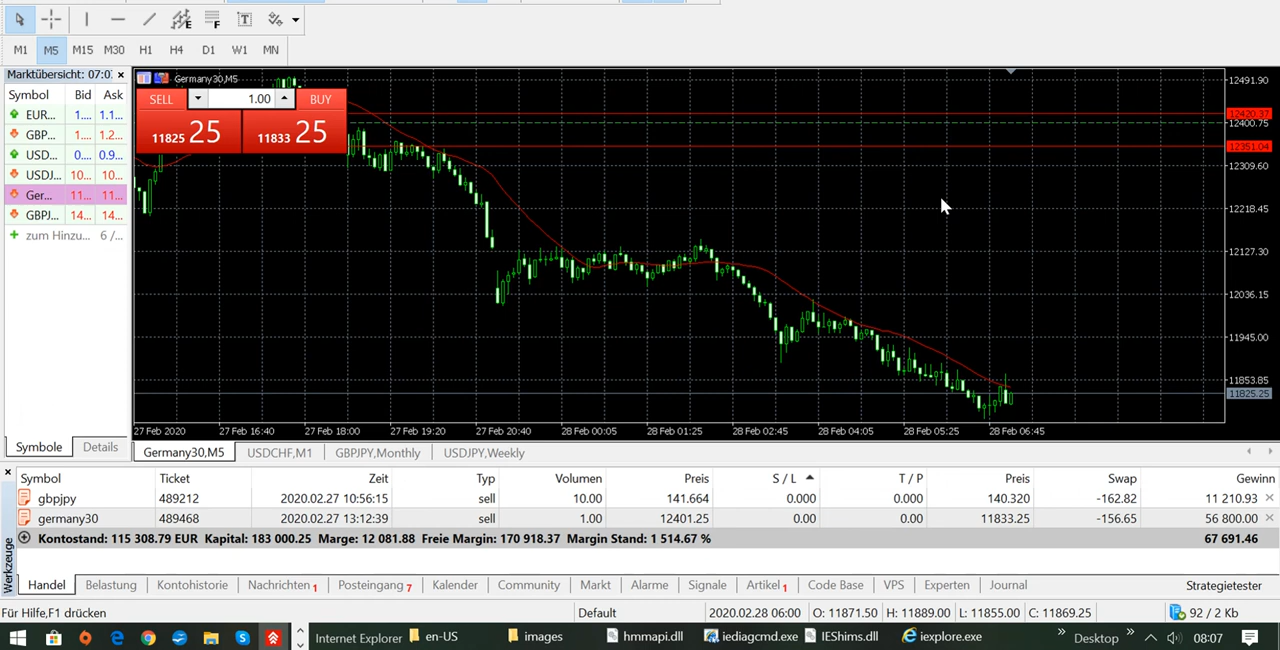 E F T
M1 M5 M15 M30 H1 H4 D1 W1 MN
Marktübersicht: 07:0
Symbol Bid Ask
EUR... 1.... 1.1...
GBP... 1.... 1.2...
USD... 0.... 0.9...
USDJ... 10... 10...
Ger... 11... 11...
GBPJ... 14... 14...
zum Hinzu... 6 /...
Symbole Details
Germany30,M5
SELL 1.00 BUY
11825 25 11833 25
12491.90
12420.37
12400.75
12351.04
12309.60
12218.45
12127.30
12036.15
11945.00
11853.85
11825.25
27 Feb 2020 27 Feb 16:40 27 Feb 18:00 27 Feb 19:20 27 Feb 20:40 28 Feb 00:05 28 Feb 01:25 28 Feb 02:45 28 Feb 04:05 28 Feb 05:25 28 Feb 06:45
Germany30,M5 USDCHF,M1 GBPJPY,Monthly USDJPY,Weekly
Symbol Ticket Zeit Typ Volumen Preis S / L T / P Preis Swap Gewinn
gbpjpy 489212 2020.02.27 10:56:15 sell 10.00 141.664 0.000 0.000 140.320 -162.82 11 210.93
germany30 489468 2020.02.27 13:12:39 sell 1.00 12401.25 0.00 0.00 11833.25 -156.65 56 800.00
Kontostand: 115 308.79 EUR Kapital: 183 000.25 Marge: 12 081.88 Freie Margin: 170 918.37 Margin Stand: 1 514.67 % 67 691.46
Werkzeuge
Handel Belastung Kontohistorie Nachrichten 1 Posteingang 7 Kalender Community Markt Alarme Signale Artikel 1 Code Base VPS Experten Journal Strategietester
Für Hilfe,F1 drücken Default 2020.02.28 06:00 O: 11871.50 H: 11889.00 L: 11855.00 C: 11869.25 92 / 2 Kb
Internet Explorer en-US images hmmapi.dll iediagcmd.exe IEShims.dll iexplore.exe Desktop 08:07